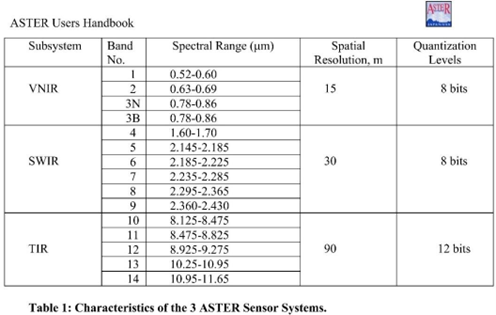 ASTER
ASTER Users Handbook
Subsystem Band No. Spectral Range (μm) Spatial Resolution, m Quantization Levels
VNIR 15 8 bits
1 0.52-0.60
2 0.63-0.69
3N 0.78-0.86
3B 0.78-0.86
SWIR 30 8 bits
4 1.60-1.70
5 2.145-2.185
6 2.185-2.225
7 2.235-2.285
8 2.295-2.365
9 2.360-2.430
TIR 90 12 bits
10 8.125-8.475
11 8.475-8.825
12 8.925-9.275
13 10.25-10.95
14 10.95-11.65
Table 1: Characteristics of the 3 ASTER Sensor Systems.